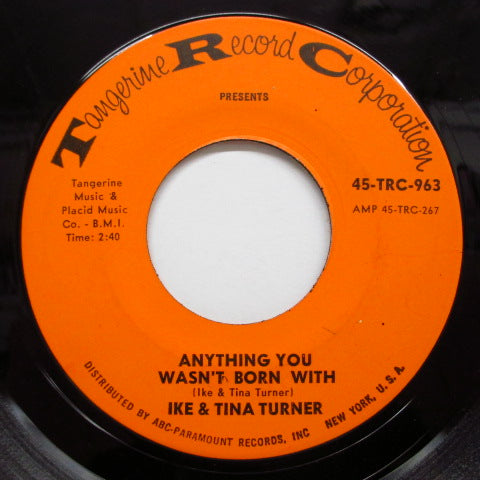 Tangerine Record Corporation
PRESENTS
Tangerine
Music &
Placid Music
Co. - B.M.I.
Time: 2:40
45-TRC-963
AMP 45-TRC-267
ANYTHING YOU
WASN'T BORN WITH
(Ike & Tina Turner)
IKE & TINA TURNER
DISTRIBUTED BY ABC-PARAMOUNT RECORDS, INC NEW YORK, U.S.A.